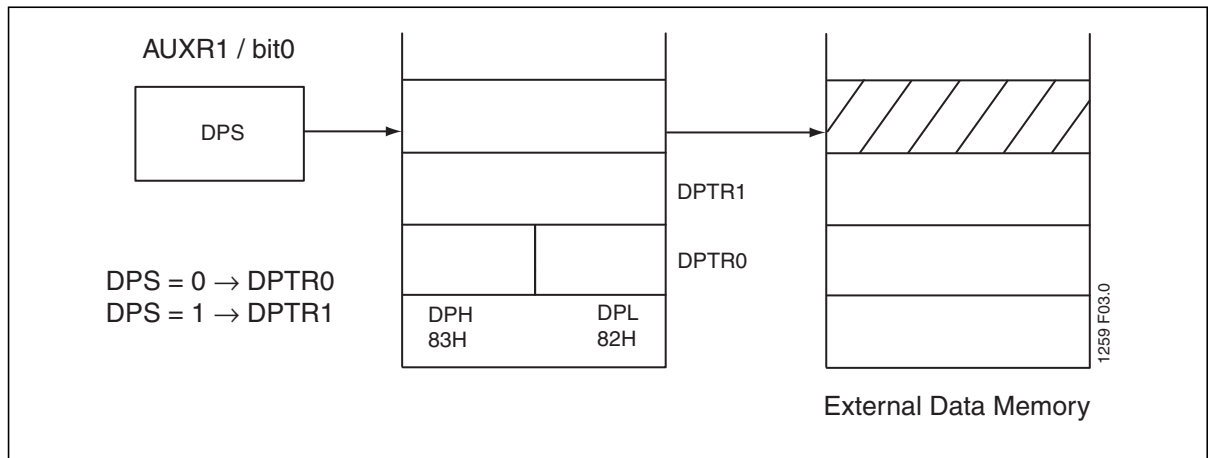 AUXR1 / bit0
DPS
DPTR1
DPTR0
DPS = 0 → DPTR0
DPS = 1 → DPTR1
DPH
83H
DPL
82H
External Data Memory
1259 F03.0